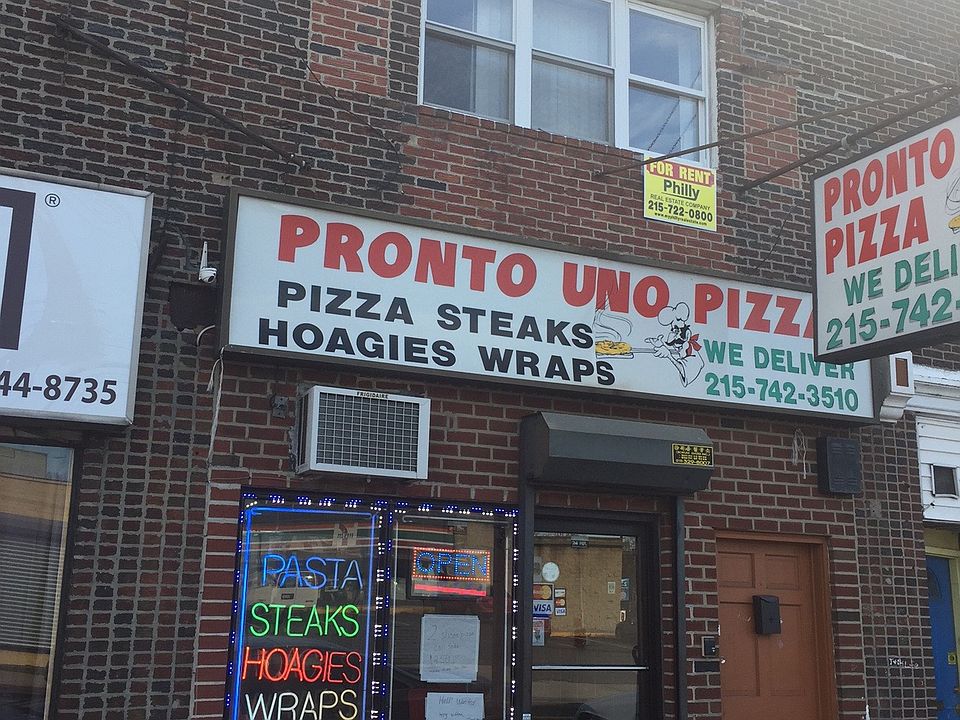 ®
44-8735
FOR RENT
Philly
REAL ESTATE COMPANY
215-722-0800
PRONTO UNO PIZZA
PIZZA STEAKS
HOAGIES WRAPS
WE DELIVER
215-742-3510
PRONTO
PIZZA
WE DELI
215-742-
FRIGIDAIRE
PASTA
STEAKS
HOAGIES
WRAPS
OPEN
VISA
VISA